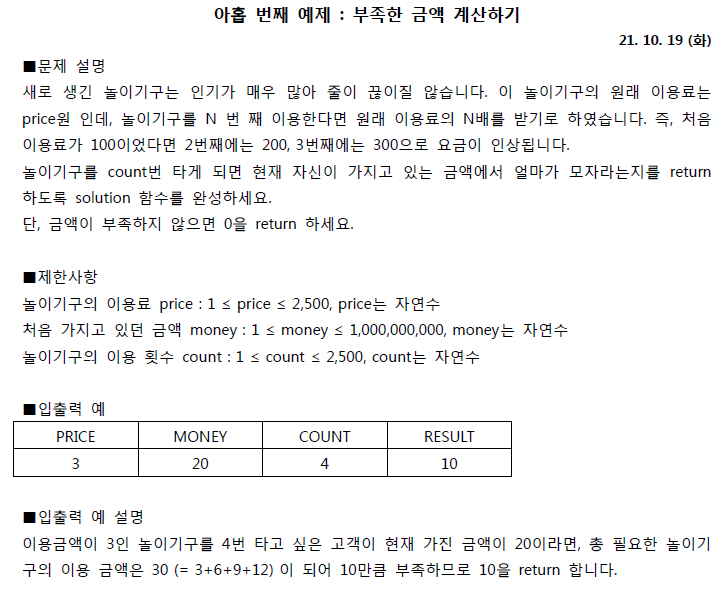 아홉 번째 예제 : 부족한 금액 계산하기
21. 10. 19 (화)
■문제 설명
새로 생긴 놀이기구는 인기가 매우 많아 줄이 끊이질 않습니다. 이 놀이기구의 원래 이용료는
price원 인데, 놀이기구를 N 번 째 이용한다면 원래 이용료의 N배를 받기로 하였습니다. 즉, 처음
이용료가 100이었다면 2번째에는 200, 3번째에는 300으로 요금이 인상됩니다.
놀이기구를 count번 타게 되면 현재 자신이 가지고 있는 금액에서 얼마가 모자라는지를 return
하도록 solution 함수를 완성하세요.
단, 금액이 부족하지 않으면 0을 return 하세요.
■제한사항
놀이기구의 이용료 price : 1 ≤ price ≤ 2,500, price는 자연수
처음 가지고 있던 금액 money : 1 ≤ money ≤ 1,000,000,000, money는 자연수
놀이기구의 이용 횟수 count : 1 ≤ count ≤ 2,500, count는 자연수
■입출력 예
PRICE MONEY COUNT RESULT
3 20 4 10
■입출력 예 설명
이용금액이 3인 놀이기구를 4번 타고 싶은 고객이 현재 가진 금액이 20이라면, 총 필요한 놀이기
구의 이용 금액은 30 (= 3+6+9+12) 이 되어 10만큼 부족하므로 10을 return 합니다.